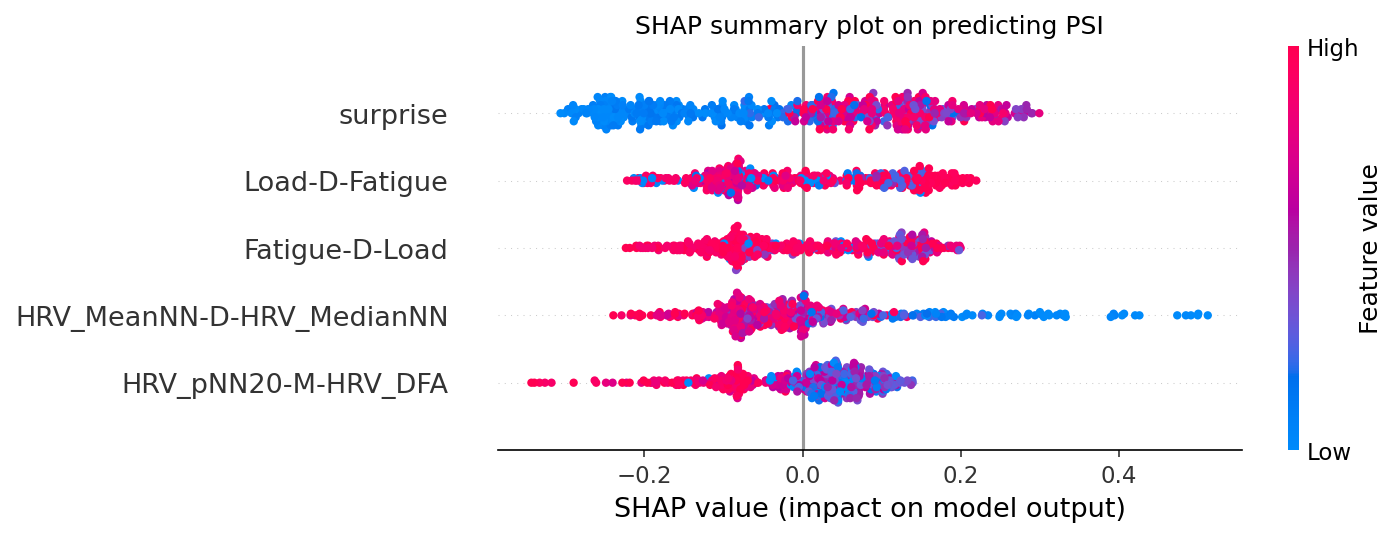 SHAP summary plot on predicting PSI
High
surprise
Load-D-Fatigue
Fatigue-D-Load
HRV_MeanNN-D-HRV_MedianNN
HRV_pNN20-M-HRV_DFA
Feature value
Low
−0.2 0.0 0.2 0.4
SHAP value (impact on model output)